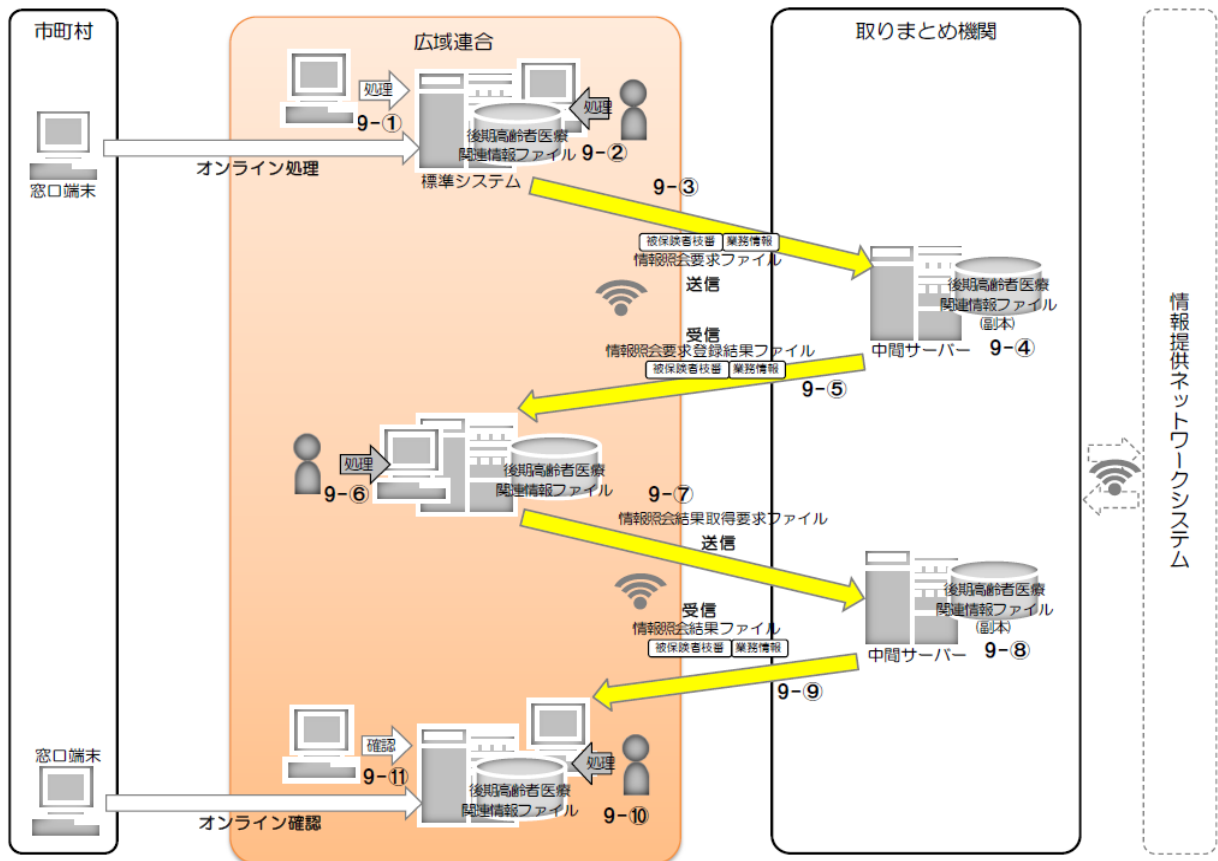 市町村
広域連合
取りまとめ機関
処理
9-①
処理
後期高齢者医療
関連情報ファイル
9-②
オンライン処理
標準システム
窓口端末
9-③
被保険者枝番
業務情報
情報照会要求ファイル
送信
後期高齢者医療
関連情報ファイル
(副本)
中間サーバー
9-④
受信
情報照会要求登録結果ファイル
被保険者枝番
業務情報
9-⑤
情報提供ネットワークシステム
処理
9-⑥
後期高齢者医療
関連情報ファイル
9-⑦
情報照会結果取得要求ファイル
送信
後期高齢者医療
関連情報ファイル
(副本)
中間サーバー
9-⑧
受信
情報照会結果ファイル
被保険者枝番
業務情報
9-⑨
窓口端末
確認
9-⑪
処理
後期高齢者医療
関連情報ファイル
9-⑩
オンライン確認